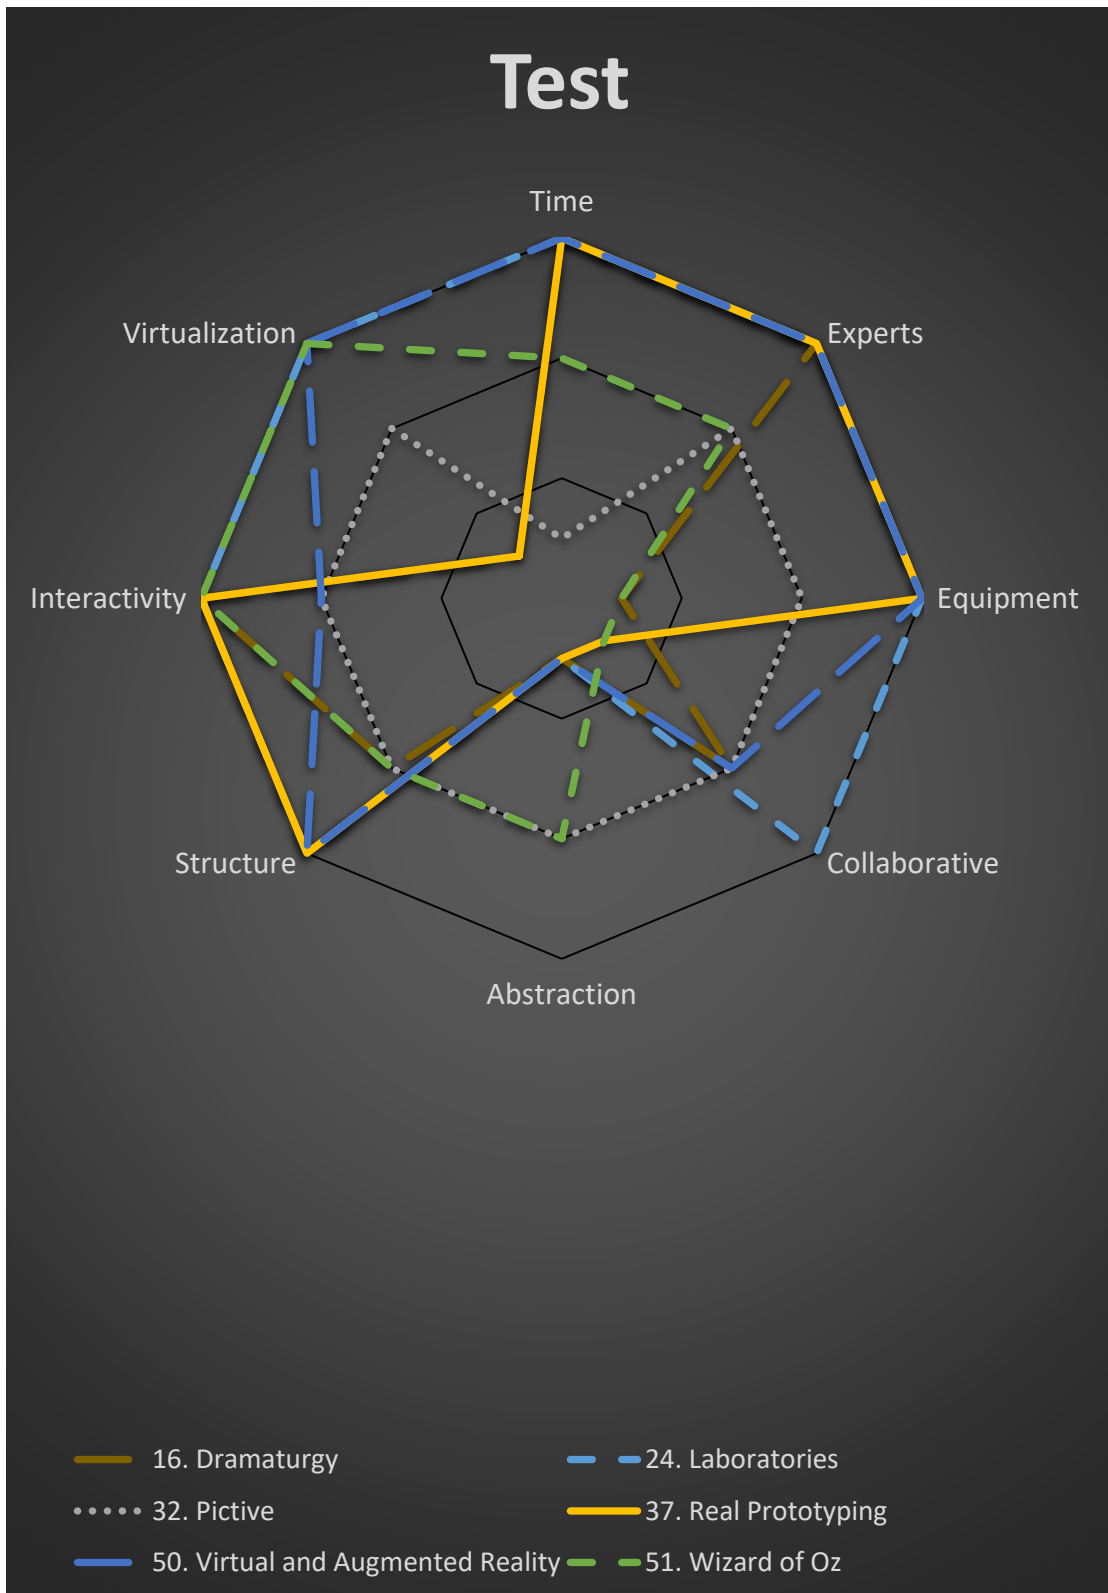 Test
Time
Virtualization
Experts
Interactivity
Equipment
Structure
Collaborative
Abstraction
16. Dramaturgy
24. Laboratories
32. Pictive
37. Real Prototyping
50. Virtual and Augmented Reality
51. Wizard of Oz